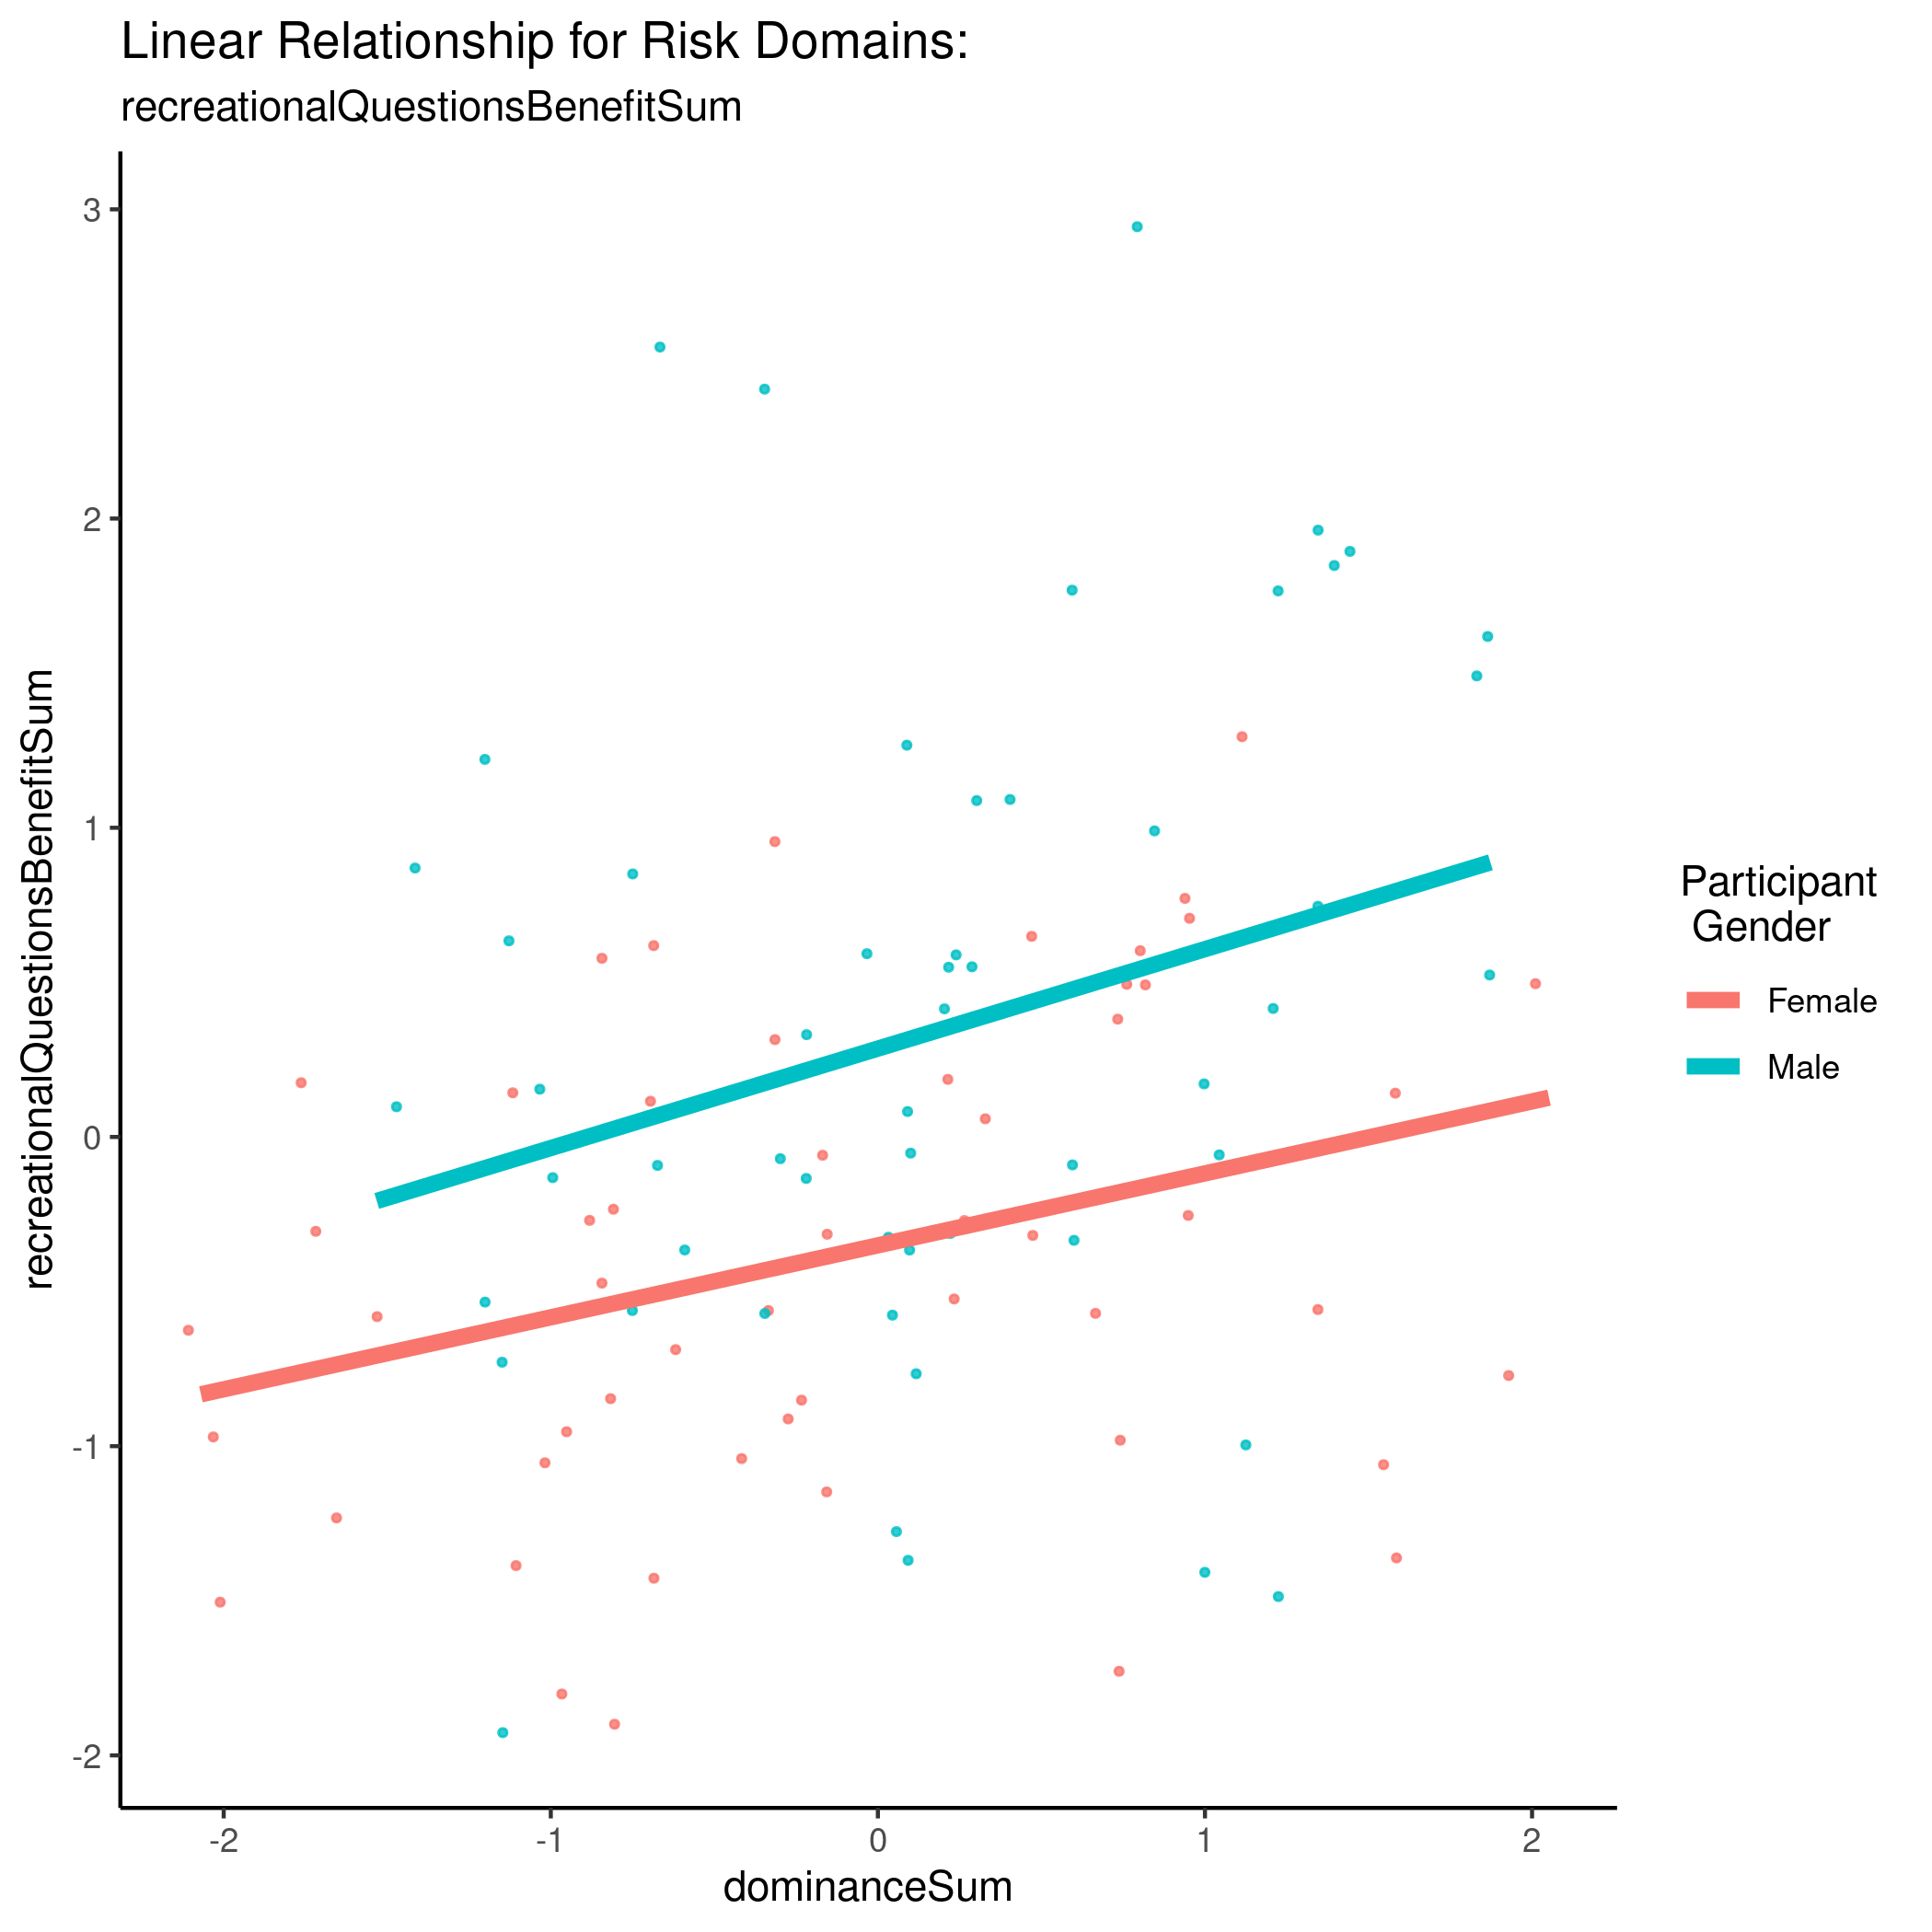 Linear Relationship for Risk Domains:
recreationalQuestionsBenefitSum
recreationalQuestionsBenefitSum
3
2
1
0
-1
-2
-2
-1
0
1
2
dominanceSum
Participant
Gender
Female
Male